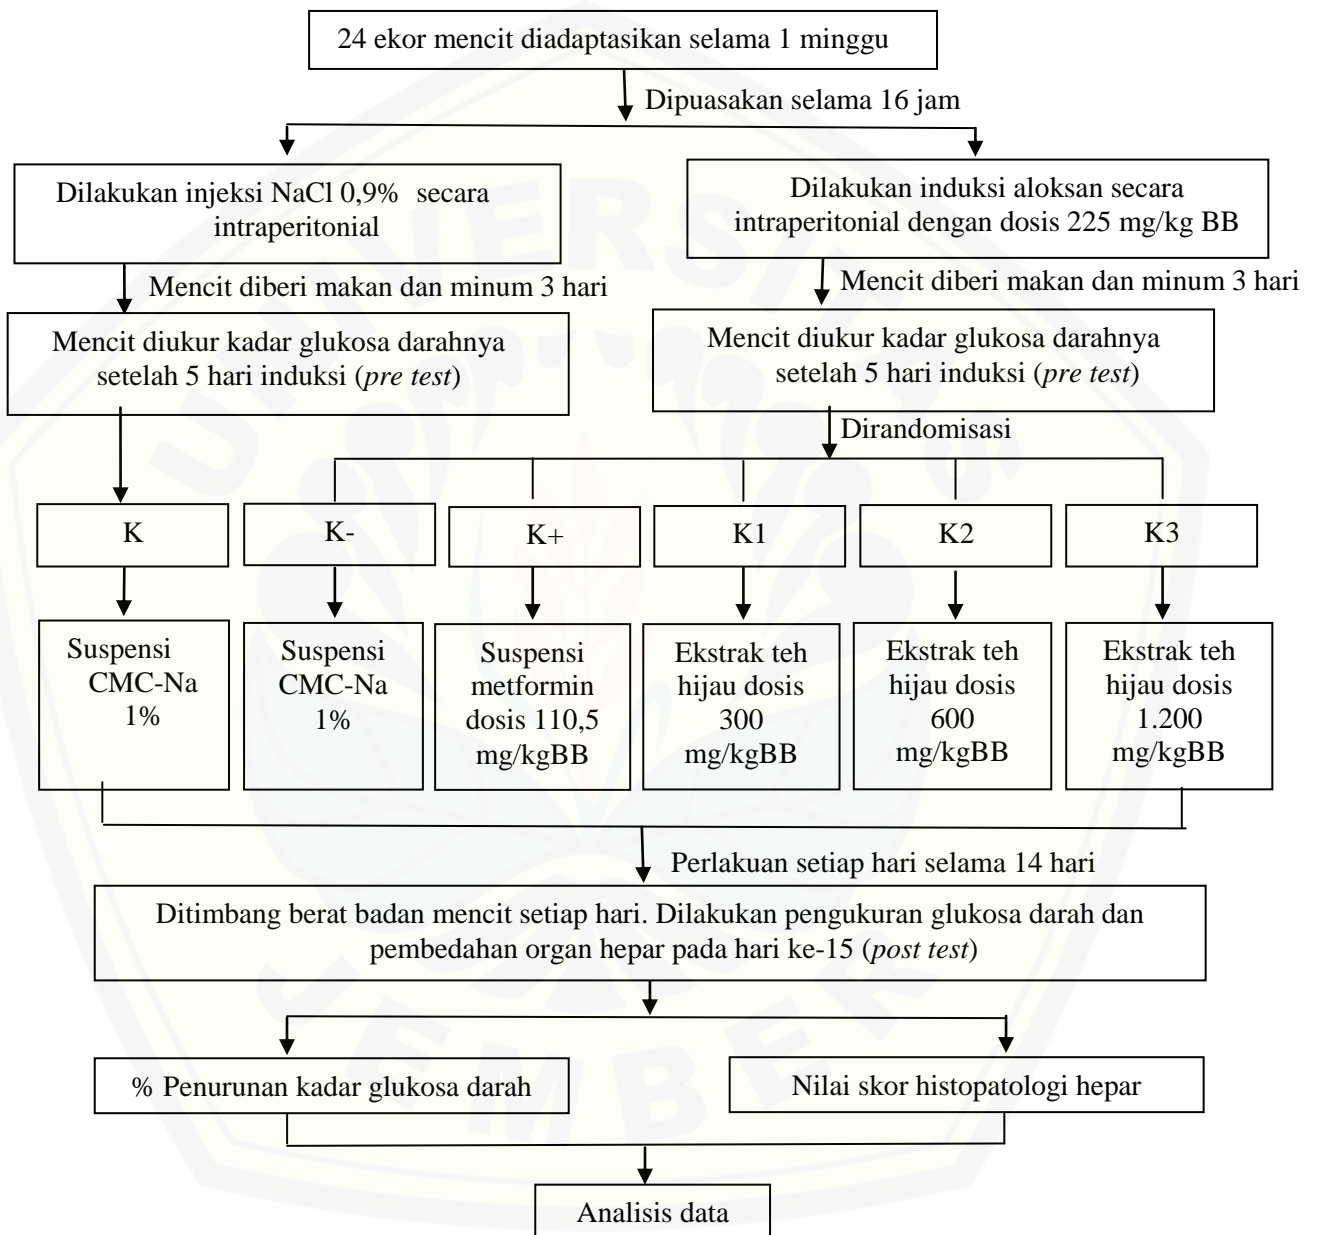 24 ekor mencit diadaptasikan selama 1 minggu
Dipuasakan selama 16 jam
Dilakukan injeksi NaCl 0,9% secara
intraperitonial
Dilakukan induksi aloksan secara
intraperitonial dengan dosis 225 mg/kg BB
Mencit diberi makan dan minum 3 hari
Mencit diberi makan dan minum 3 hari
Mencit diukur kadar glukosa darahnya
setelah 5 hari induksi (pre test)
Mencit diukur kadar glukosa darahnya
setelah 5 hari induksi (pre test)
Dirandomisasi
K
K-
K+
K1
K2
K3
Suspensi
CMC-Na
1%
Suspensi
CMC-Na
1%
Suspensi
metformin
dosis 110,5
mg/kgBB
Ekstrak teh
hijau dosis
300
mg/kgBB
Ekstrak teh
hijau dosis
600
mg/kgBB
Ekstrak teh
hijau dosis
1.200
mg/kgBB
Perlakuan setiap hari selama 14 hari
Ditimbang berat badan mencit setiap hari. Dilakukan pengukuran glukosa darah dan
pembedahan organ hepar pada hari ke-15 (post test)
% Penurunan kadar glukosa darah
Nilai skor histopatologi hepar
Analisis data
UNIVERSITAS
JEMBER